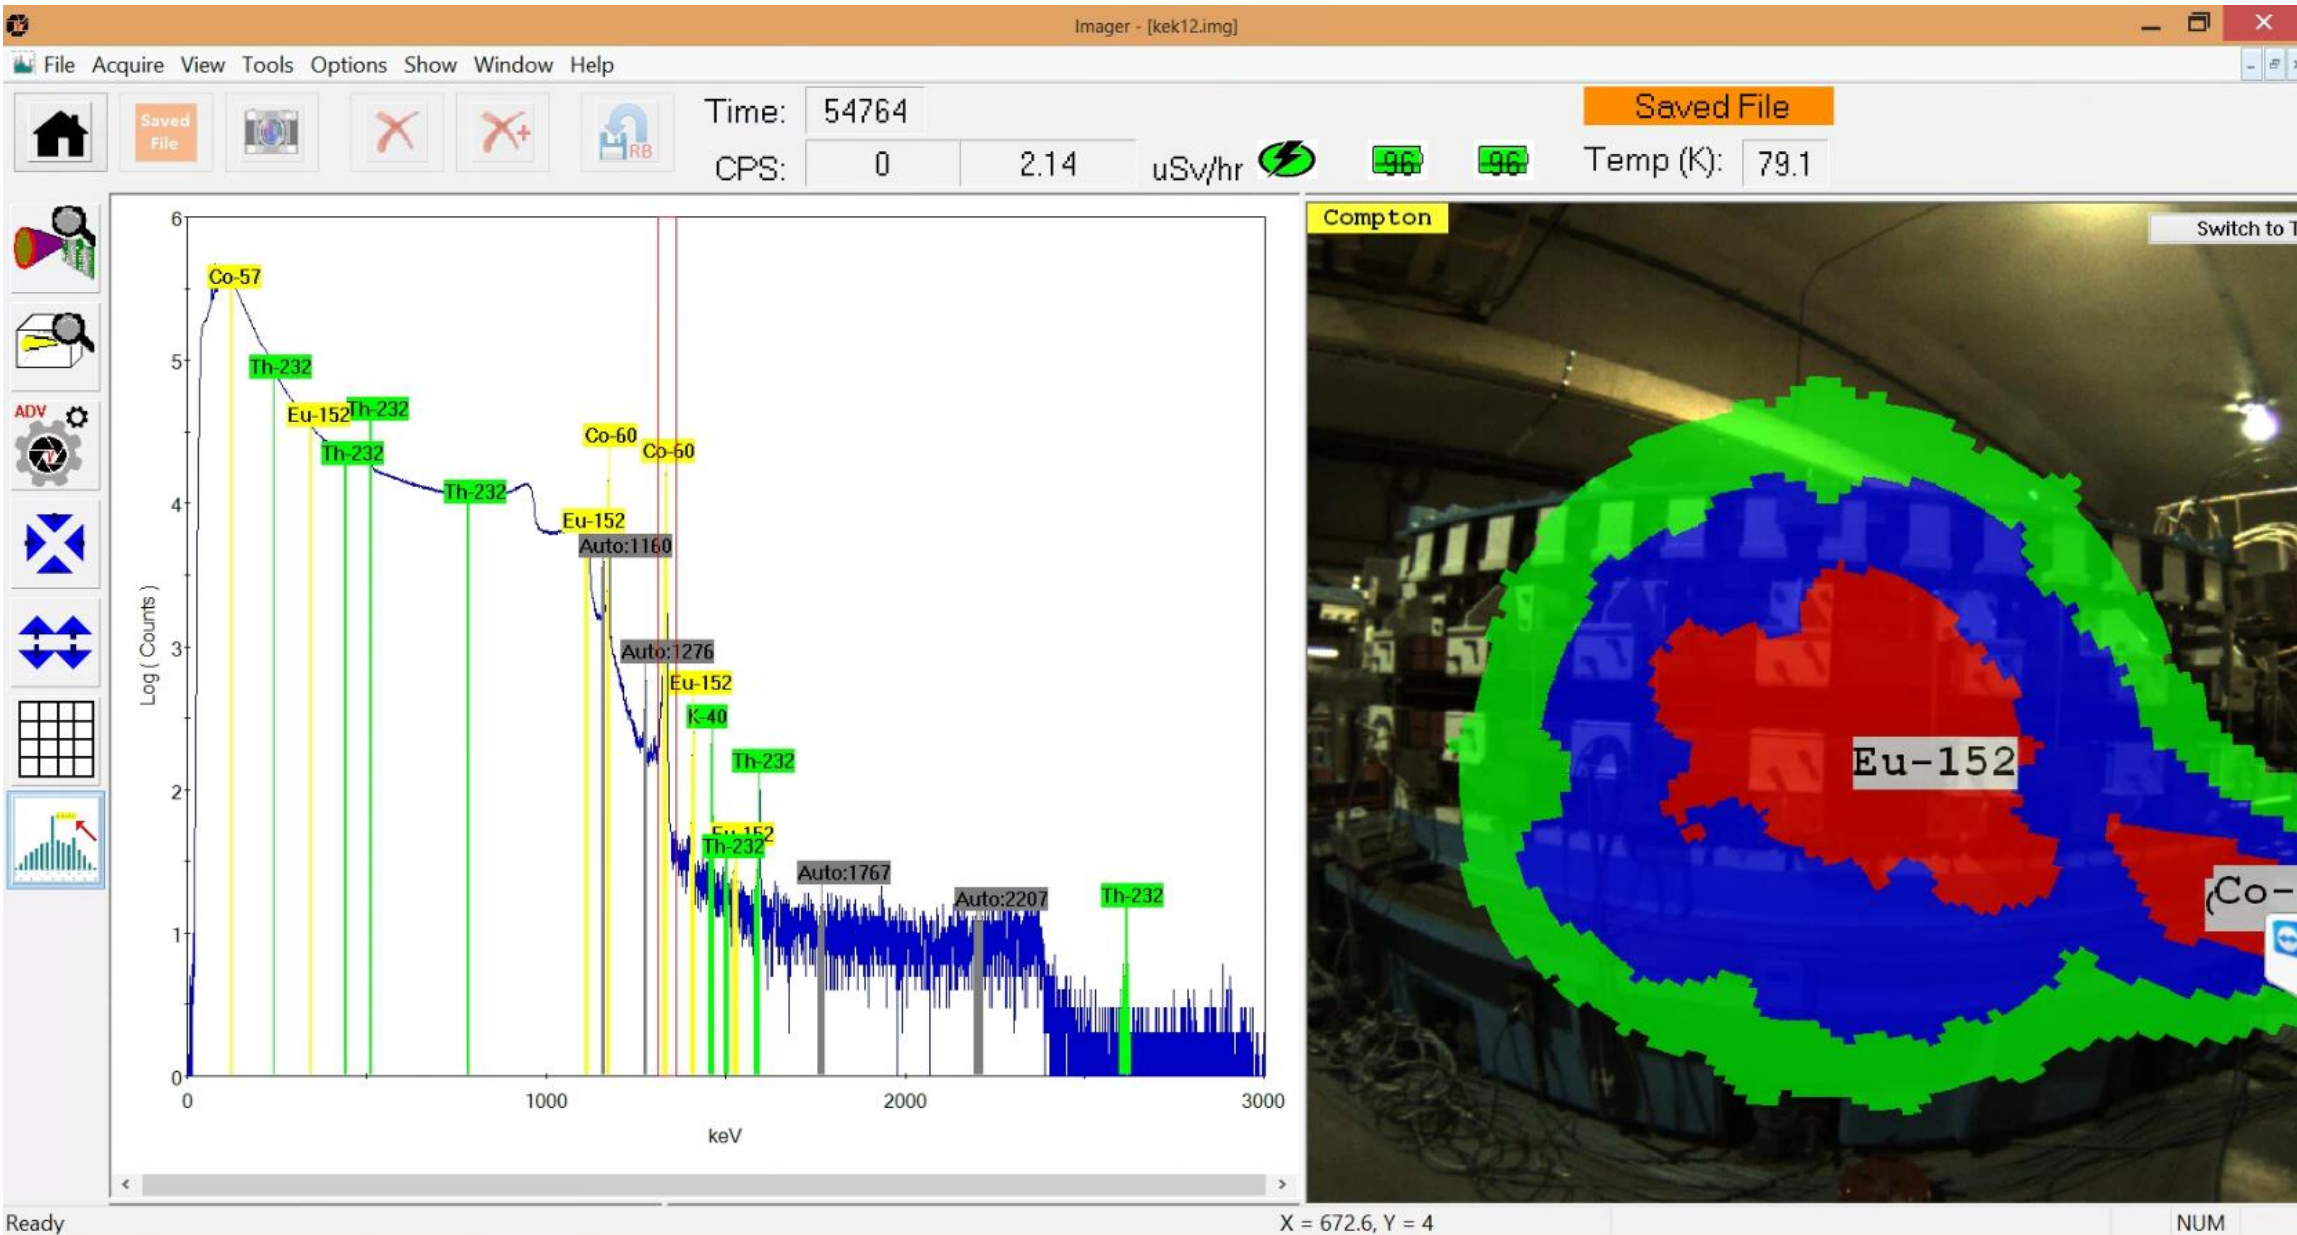 Imager - [kek12.img]
File Acquire View Tools Options Show Window Help
Saved File
RB
Time: 54764
CPS: 0 2.14 uSv/hr
96 96
Saved File
Temp (K): 79.1
ADV
6
5
4
3
2
1
0
Log ( Counts )
0 1000 2000 3000
keV
Co-57
Th-232
Eu-152
Th-232
Th-232
Th-232
Co-60
Co-60
Eu-152
Auto:1160
Auto:1276
Eu-152
K-40
Th-232
Eu-152
Th-232
Auto:1767
Auto:2207
Th-232
Compton
Switch to T
Eu-152
(Co-
Ready
X = 672.6, Y = 4
NUM